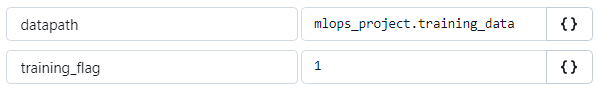 datapath mlops_project.training_data {}
training_flag 1 {}